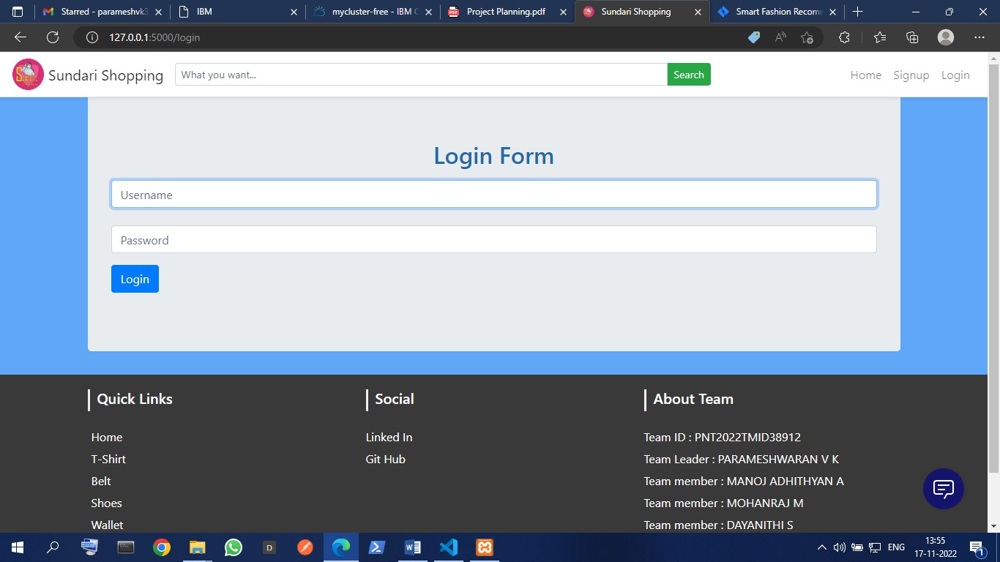 Starred - parameshvk3
IBM
mycluster-free - IBM C
Project Planning.pdf
Sundari Shopping
Smart Fashion Recom
127.0.0.1:5000/login
Sundari Shopping
What you want...
Search
Home
Signup
Login
Login Form
Username
Password
Login
Quick Links
Home
T-Shirt
Belt
Shoes
Wallet
Social
Linked In
Git Hub
About Team
Team ID : PNT2022TMID38912
Team Leader : PARAMESHWARAN V K
Team member : MANOJ ADHITHYAN A
Team member : MOHANRAJ M
Team member : DAYANITHI S
ENG
13:55
17-11-2022
1